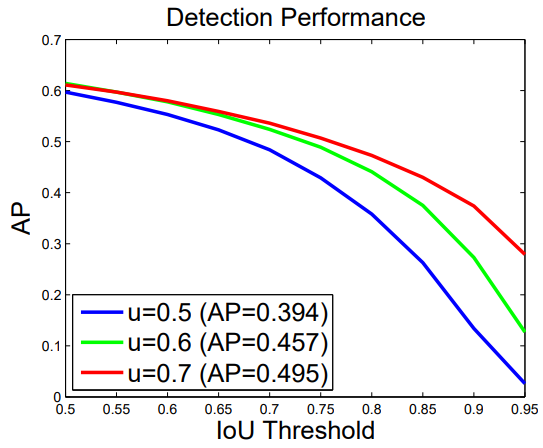 Detection Performance
0.7
0.6
0.5
0.4
0.3
0.2
0.1
0
AP
u=0.5 (AP=0.394)
u=0.6 (AP=0.457)
u=0.7 (AP=0.495)
0.5 0.55 0.6 0.65 0.7 0.75 0.8 0.85 0.9 0.95
IoU Threshold